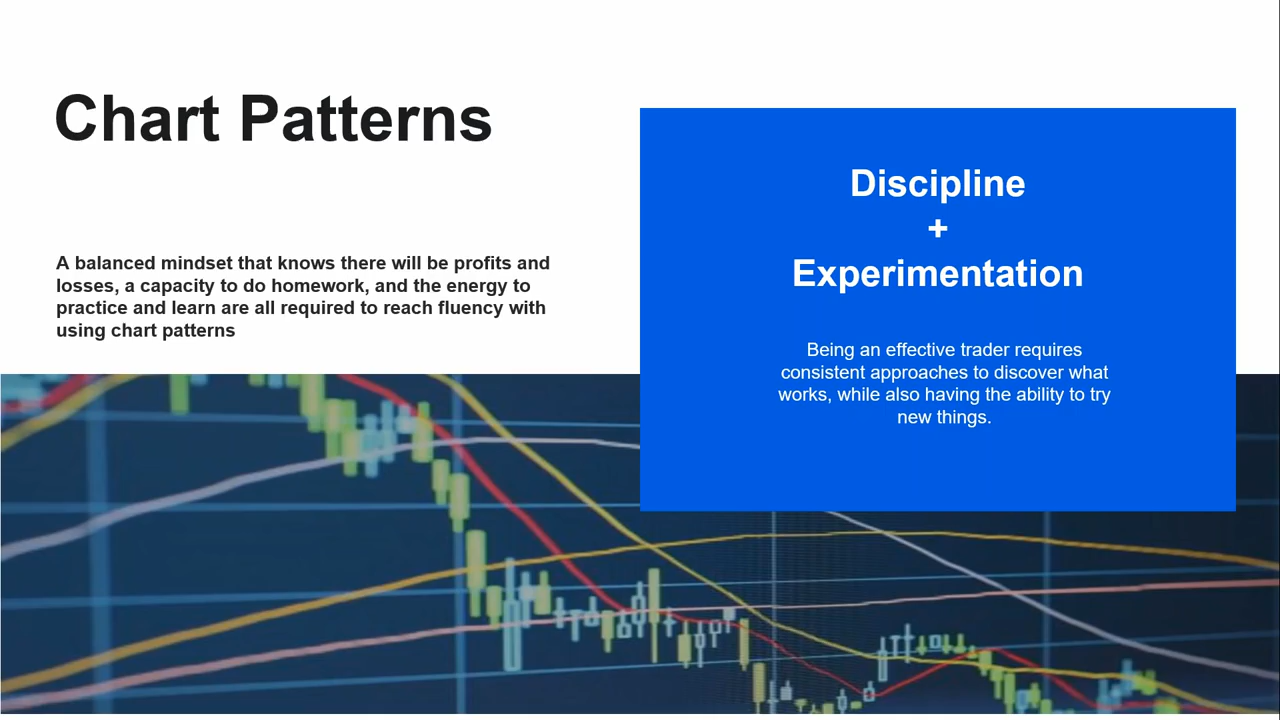 Chart Patterns
A balanced mindset that knows there will be profits and
losses, a capacity to do homework, and the energy to
practice and learn are all required to reach fluency with
using chart patterns
Discipline
+
Experimentation
Being an effective trader requires
consistent approaches to discover what
works, while also having the ability to try
new things.